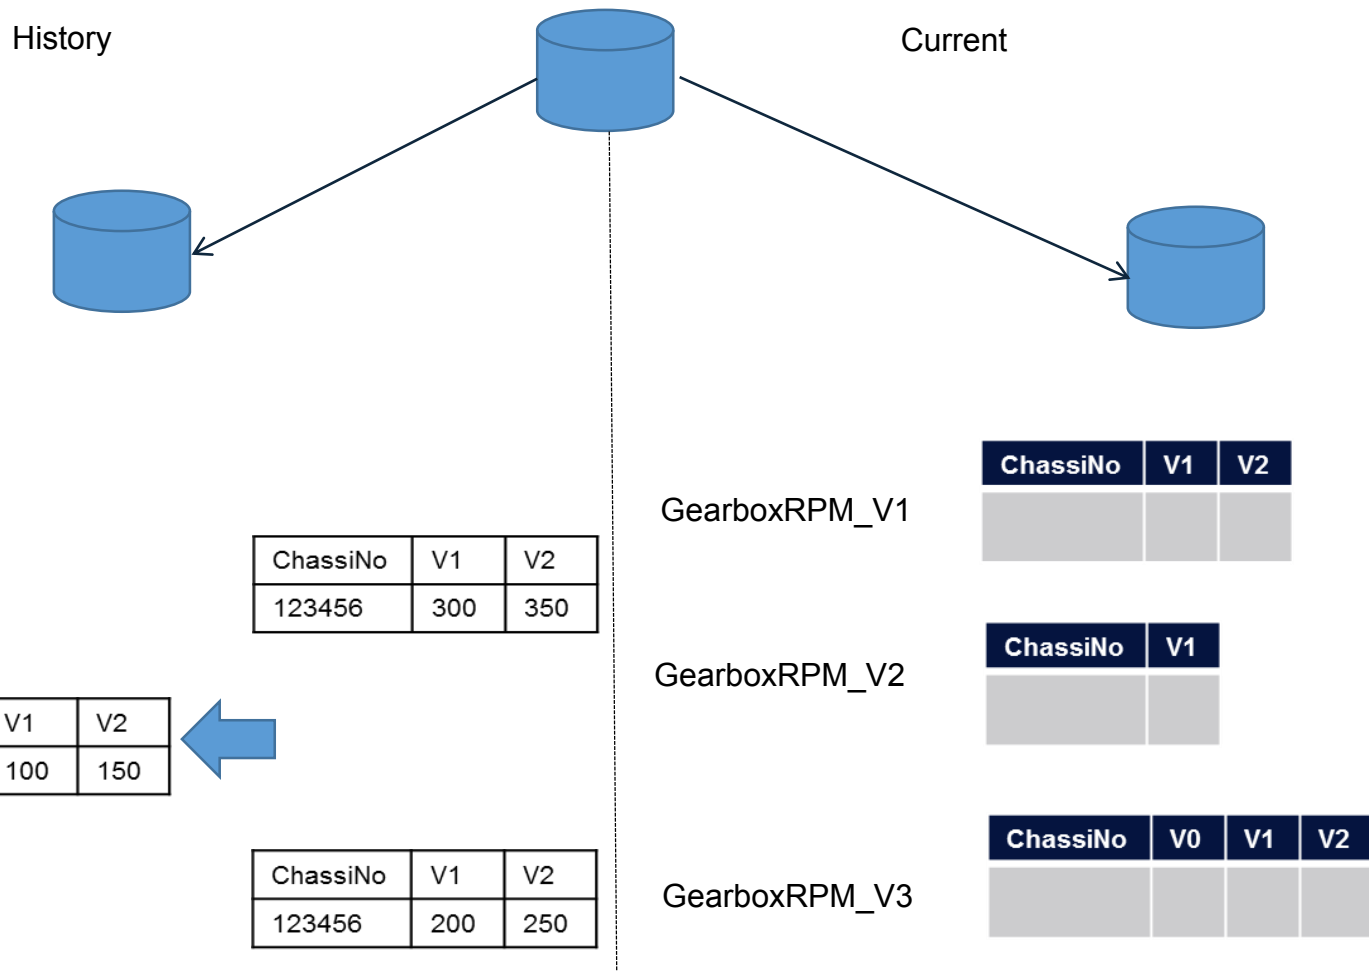 History
Current
ChassiNo V1 V2
GearboxRPM_V1
ChassiNo V1 V2
123456 300 350
ChassiNo V1
GearboxRPM_V2
V1 V2
100 150
ChassiNo V0 V1 V2
ChassiNo V1 V2
GearboxRPM_V3
123456 200 250